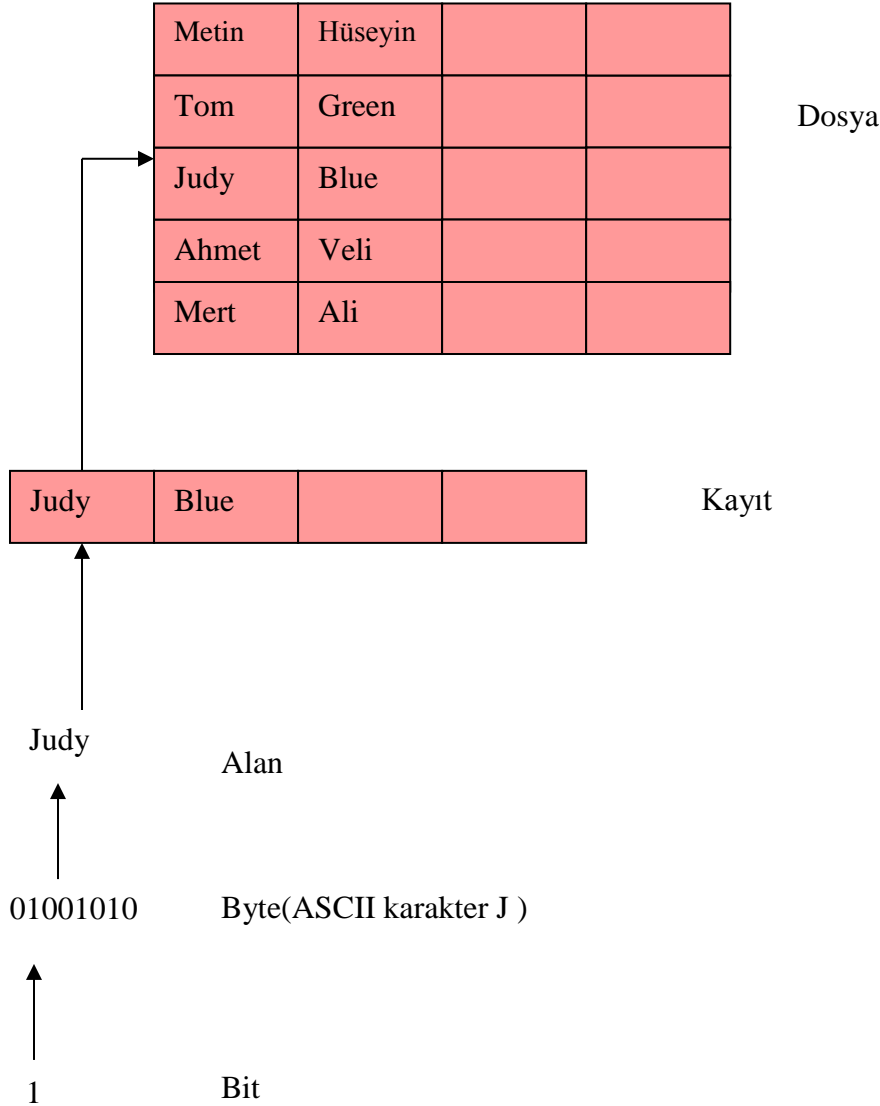 Metin Hüseyin
Tom Green
Dosya
Judy Blue
Ahmet Veli
Mert Ali
Judy Blue
Kayıt
Judy
Alan
01001010 Byte(ASCII karakter J )
1 Bit